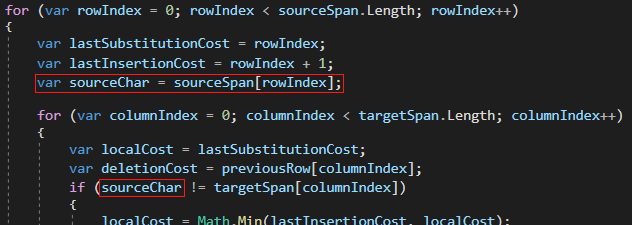 for (var rowIndex = 0; rowIndex < sourceSpan.Length; rowIndex++)
{
var lastSubstitutionCost = rowIndex;
var lastInsertionCost = rowIndex + 1;
var sourceChar = sourceSpan[rowIndex];
for (var columnIndex = 0; columnIndex < targetSpan.Length; columnIndex++)
{
var localCost = lastSubstitutionCost;
var deletionCost = previousRow[columnIndex];
if (sourceChar != targetSpan[columnIndex])
{
localCost = Math.Min(lastInsertionCost, localCost);